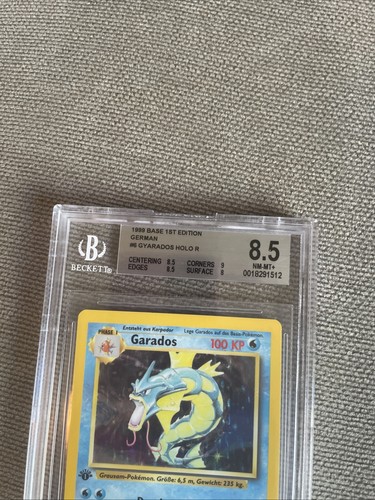 1999 BASE 1ST EDITION
GERMAN
#6 GYARADOS HOLO R
CENTERING 8.5 CORNERS 9
EDGES 8.5 SURFACE 8
8.5
NM-MT+
0018291512
B
BECKETT
PHASE 1
Entsteht aus Karpador
Lege Garados auf das Basis-Pokémon.
Garados
100 KP
1
Grausam-Pokémon. Größe: 6,5 m, Gewicht: 235 kg